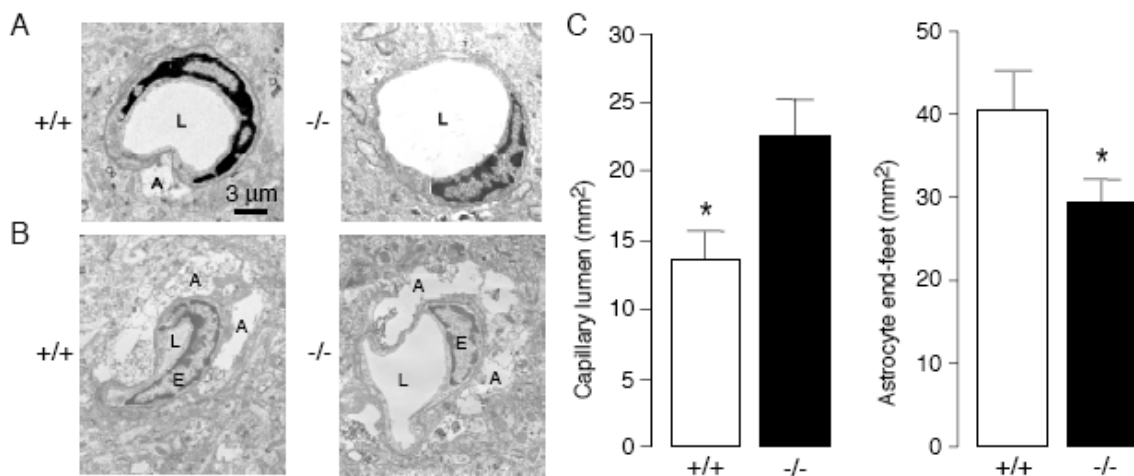 A
+/+
L
A
3 µm
-/-
L
B
+/+
A
A
L
E
-/-
A
E
L
A
C
Capillary lumen (mm²)
30
25
20
15
10
5
0
*
+/+
-/-
Astrocyte end-feet (mm²)
50
40
30
20
10
0
*
+/+
-/-